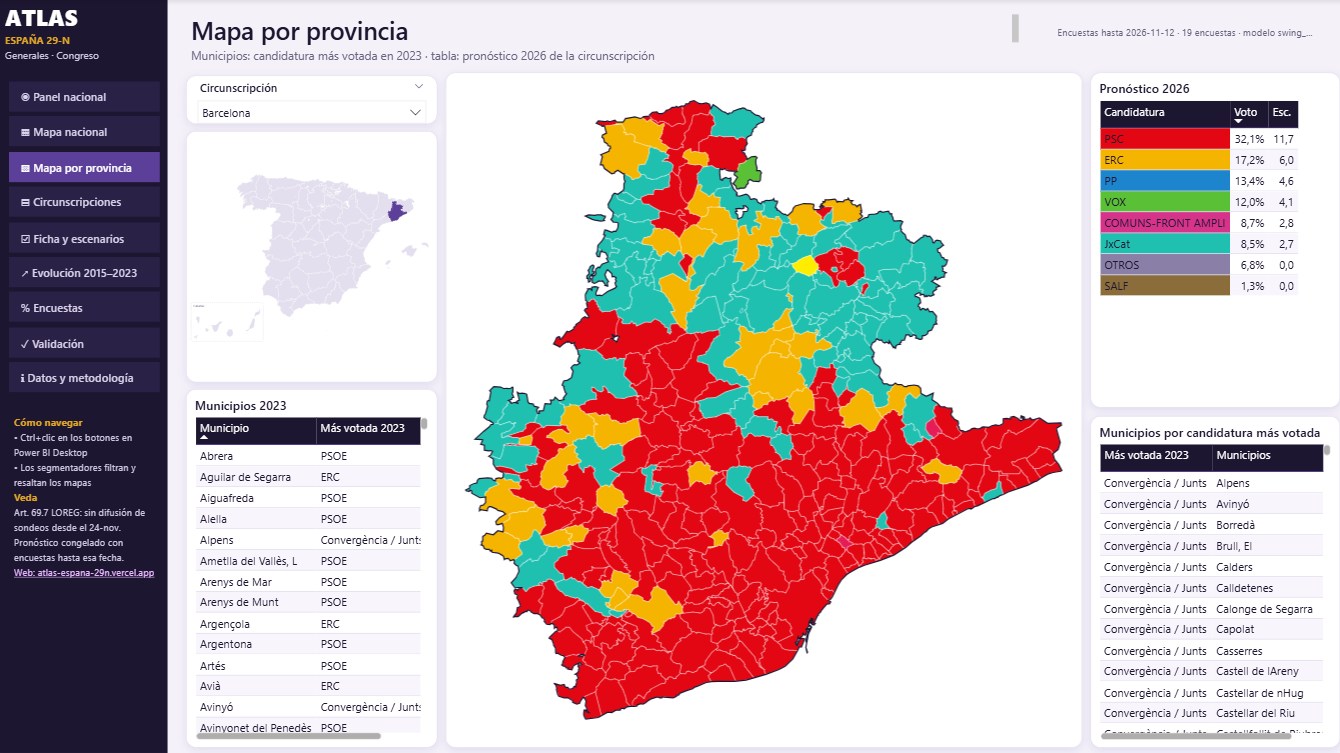 ATLAS
ESPAÑA 29-N
Generales · Congreso
Panel nacional
Mapa nacional
Mapa por provincia
Circunscripciones
Ficha y escenarios
Evolución 2015–2023
% Encuestas
✓ Validación
i Datos y metodología
Cómo navegar
• Ctrl+clic en los botones en
Power BI Desktop
• Los segmentadores filtran y
resaltan los mapas
Veda
Art. 69.7 LOREG: sin difusión de
sondeos desde el 24-nov.
Pronóstico congelado con
encuestas hasta esa fecha.
Web: atlas-espana-29n.vercel.app
Mapa por provincia
Municipios: candidatura más votada en 2023 · tabla: pronóstico 2026 de la circunscripción
Encuestas hasta 2026-11-12 · 19 encuestas · modelo swing_...
Circunscripción
Barcelona
Municipios 2023
Municipio Más votada 2023
Abrera PSOE
Aguilar de Segarra ERC
Aiguafreda PSOE
Alella PSOE
Alpens Convergència / Junts
Ametlla del Vallès, L PSOE
Arenys de Mar PSOE
Arenys de Munt PSOE
Argençola ERC
Argentona PSOE
Artés PSOE
Avià ERC
Avinyó Convergència / Junts
Avinyonet del Penedès PSOE
Pronóstico 2026
Candidatura Voto Esc.
PSC 32,1% 11,7
ERC 17,2% 6,0
PP 13,4% 4,6
VOX 12,0% 4,1
COMUNS-FRONT AMPLI 8,7% 2,8
JxCat 8,5% 2,7
OTROS 6,8% 0,0
SALF 1,3% 0,0
Municipios por candidatura más votada
Más votada 2023 Municipios
Convergència / Junts Alpens
Convergència / Junts Avinyó
Convergència / Junts Borredà
Convergència / Junts Brull, El
Convergència / Junts Calders
Convergència / Junts Calldetenes
Convergència / Junts Calonge de Segarra
Convergència / Junts Capolat
Convergència / Junts Casserres
Convergència / Junts Castell de lAreny
Convergència / Junts Castellar de nHug
Convergència / Junts Castellar del Riu
Convergència / Junts